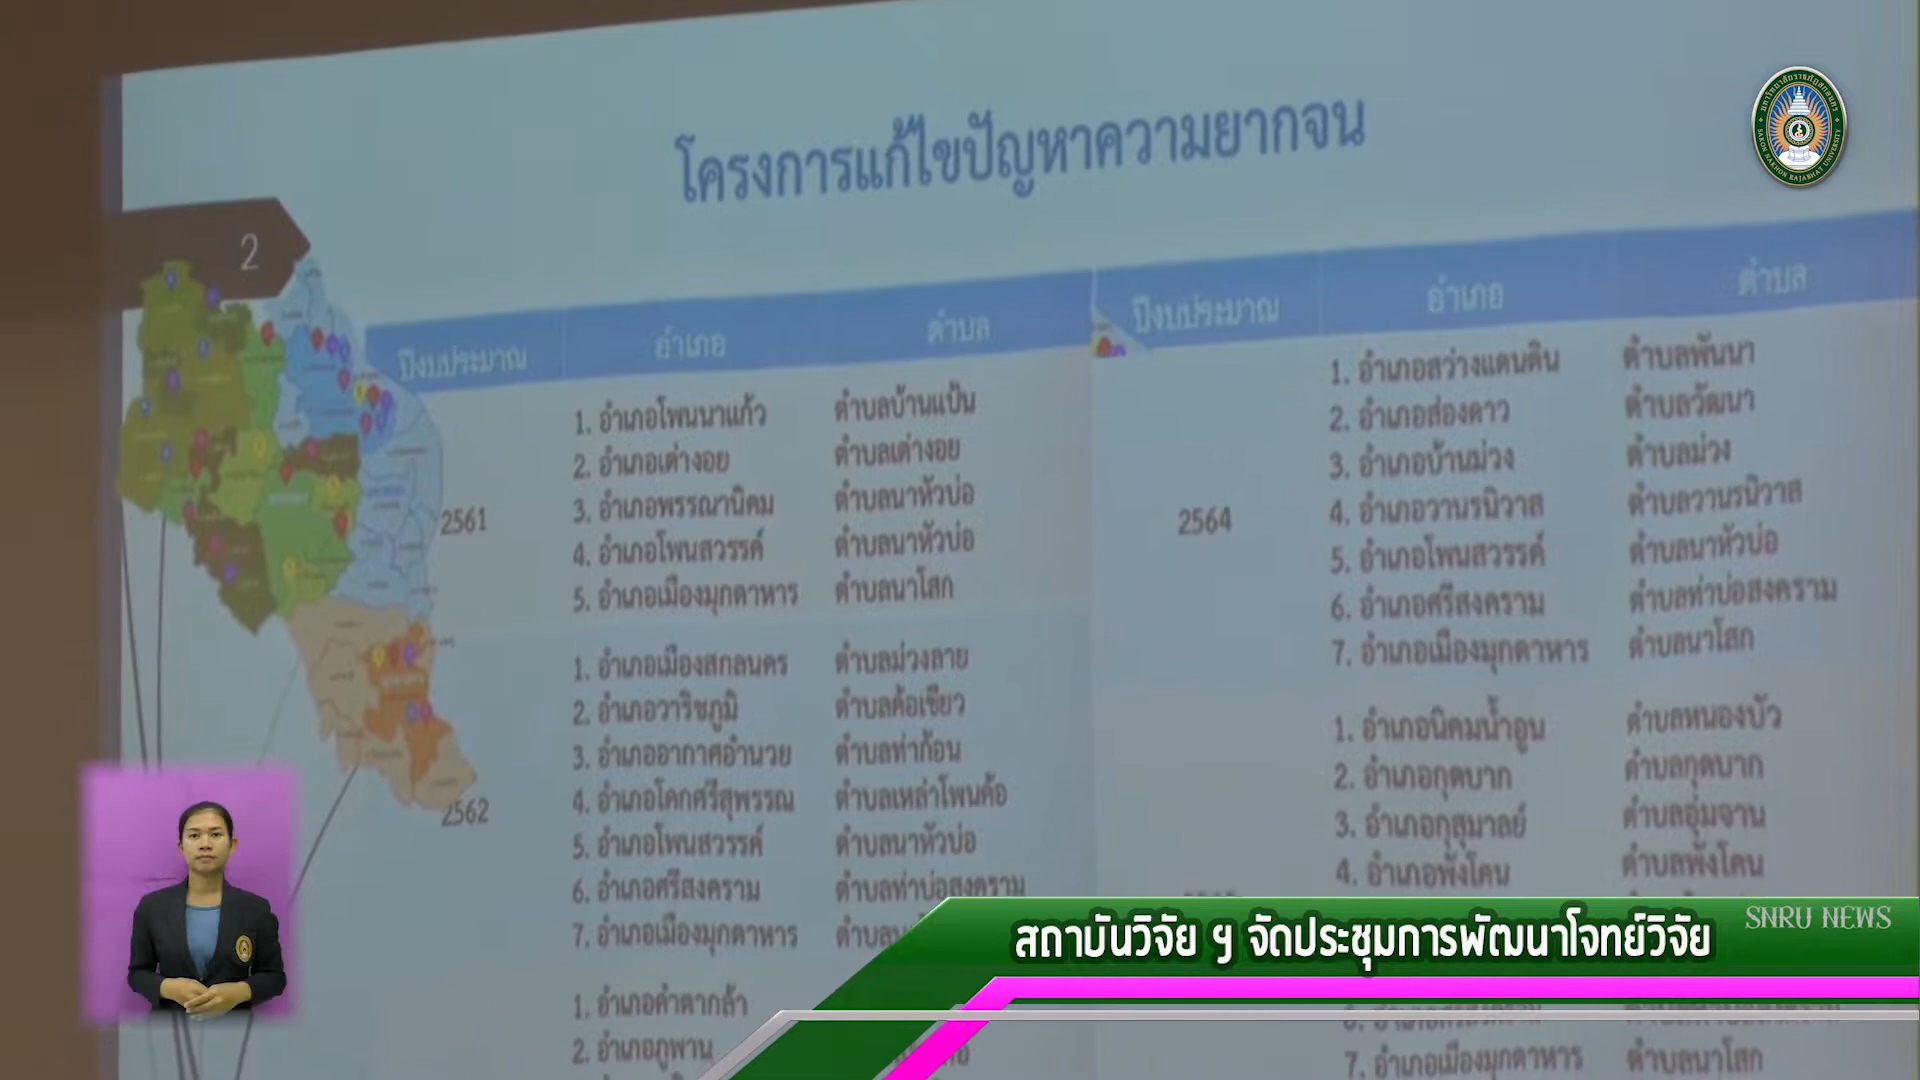 โครงการแก้ไขปัญหาความยากจน
2
ปีงบประมาณ อำเภอ ตำบล
2561
1. อำเภอโพนนาแก้ว ตำบลบ้านแป้น
2. อำเภอเต่างอย ตำบลเต่างอย
3. อำเภอพรรณานิคม ตำบลนาหัวบ่อ
4. อำเภอโพนสวรรค์ ตำบลนาหัวบ่อ
5. อำเภอเมืองมุกดาหาร ตำบลนาโสก
2562
1. อำเภอเมืองสกลนคร ตำบลม่วงลาย
2. อำเภอวาริชภูมิ ตำบลค้อเขียว
3. อำเภออากาศอำนวย ตำบลท่าก้อน
4. อำเภอโคกศรีสุพรรณ ตำบลเหล่าโพนค้อ
5. อำเภอโพนสวรรค์ ตำบลนาหัวบ่อ
6. อำเภอศรีสงคราม ตำบลท่าบ่อสงคราม
7. อำเภอเมืองมุกดาหาร
1. อำเภอคำตากล้า
2. อำเภอภูพาน
ปีงบประมาณ อำเภอ ตำบล
2564
1. อำเภอสว่างแดนดิน ตำบลพันนา
2. อำเภอส่องดาว ตำบลวัฒนา
3. อำเภอบ้านม่วง ตำบลม่วง
4. อำเภอวานรนิวาส ตำบลวานรนิวาส
5. อำเภอโพนสวรรค์ ตำบลนาหัวบ่อ
6. อำเภอศรีสงคราม ตำบลท่าบ่อสงคราม
7. อำเภอเมืองมุกดาหาร ตำบลนาโสก
1. อำเภอนิคมน้ำอูน ตำบลหนองบัว
2. อำเภอกุดบาก ตำบลกุดบาก
3. อำเภอกุสุมาลย์ ตำบลอุ่มจาน
4. อำเภอพังโคน ตำบลพังโคน
7. อำเภอเมืองมุกดาหาร ตำบลนาโสก
มหาวิทยาลัยราชภัฏสกลนคร
SAKON NAKHON RAJABHAT UNIVERSITY
SNRU NEWS
สถาบันวิจัย ฯ จัดประชุมการพัฒนาโจทย์วิจัย